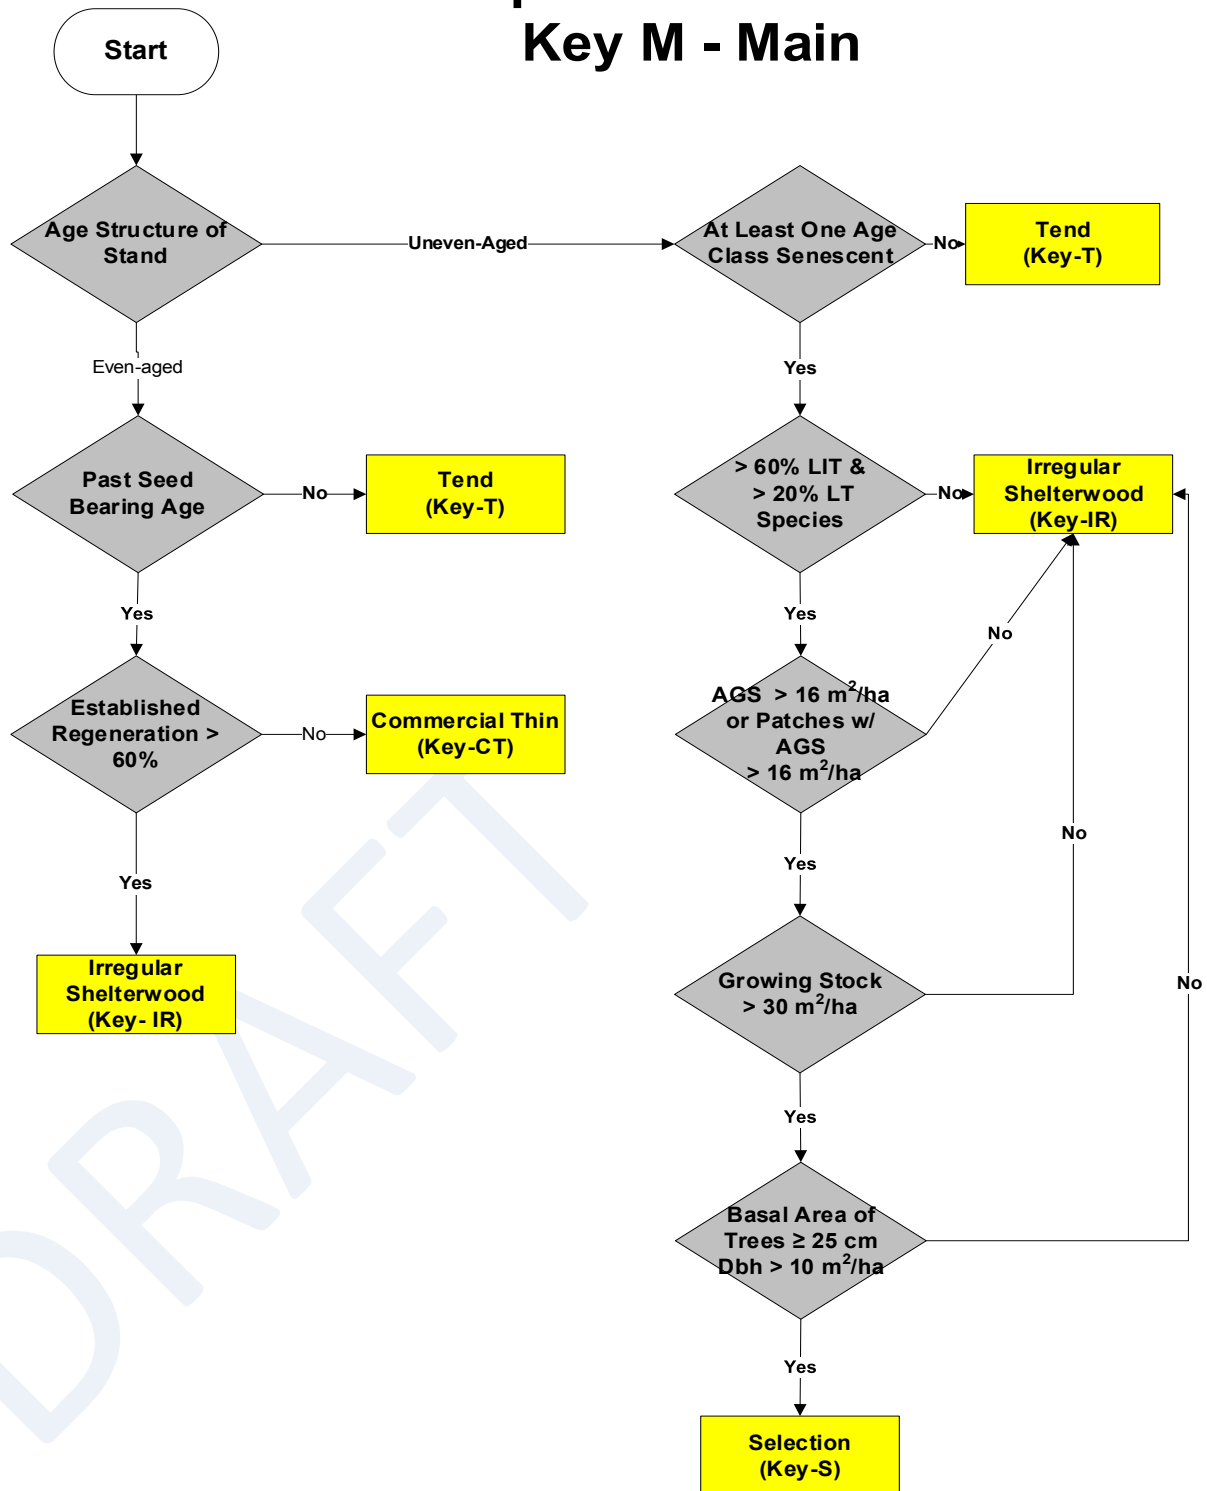 Key M - Main
Start
Age Structure of
Stand
Uneven-Aged
At Least One Age
Class Senescent
No
Tend
(Key-T)
Even-aged
Yes
Past Seed
Bearing Age
No
Tend
(Key-T)
> 60% LIT &
> 20% LT
Species
No
Irregular
Shelterwood
(Key-IR)
Yes
Yes
No
Established
Regeneration >
60%
No
Commercial Thin
(Key-CT)
AGS > 16 m²/ha
or Patches w/
AGS
> 16 m²/ha
Yes
Yes
No
Irregular
Shelterwood
(Key- IR)
Growing Stock
> 30 m²/ha
No
Yes
Basal Area of
Trees ≥ 25 cm
Dbh > 10 m²/ha
Yes
Selection
(Key-S)
DRAFT